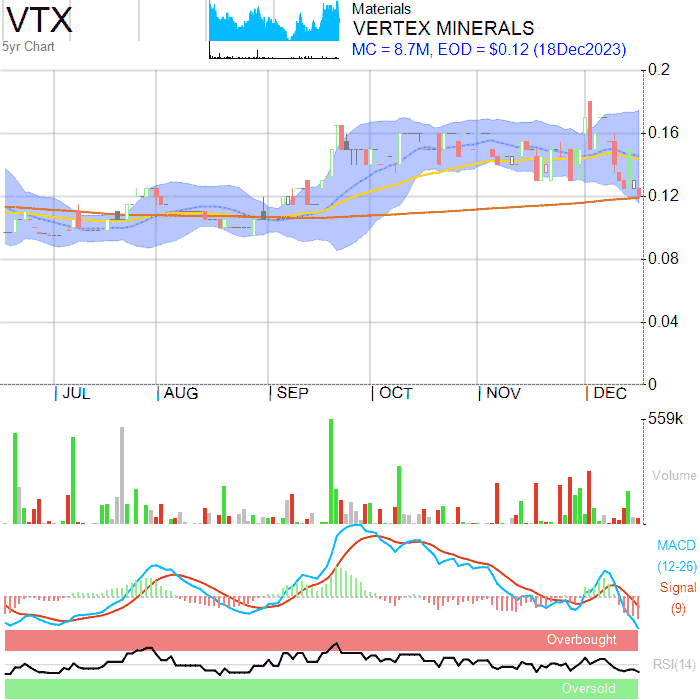 VTX
5yr Chart
Materials
VERTEX MINERALS
MC = 8.7M, EOD = $0.12 (18Dec2023)
0.2
0.16
0.12
0.08
0.04
0
JUL AUG SEP OCT NOV DEC
559k
Volume
MACD
(12-26)
Signal
(9)
Overbought
RSI(14)
Oversold